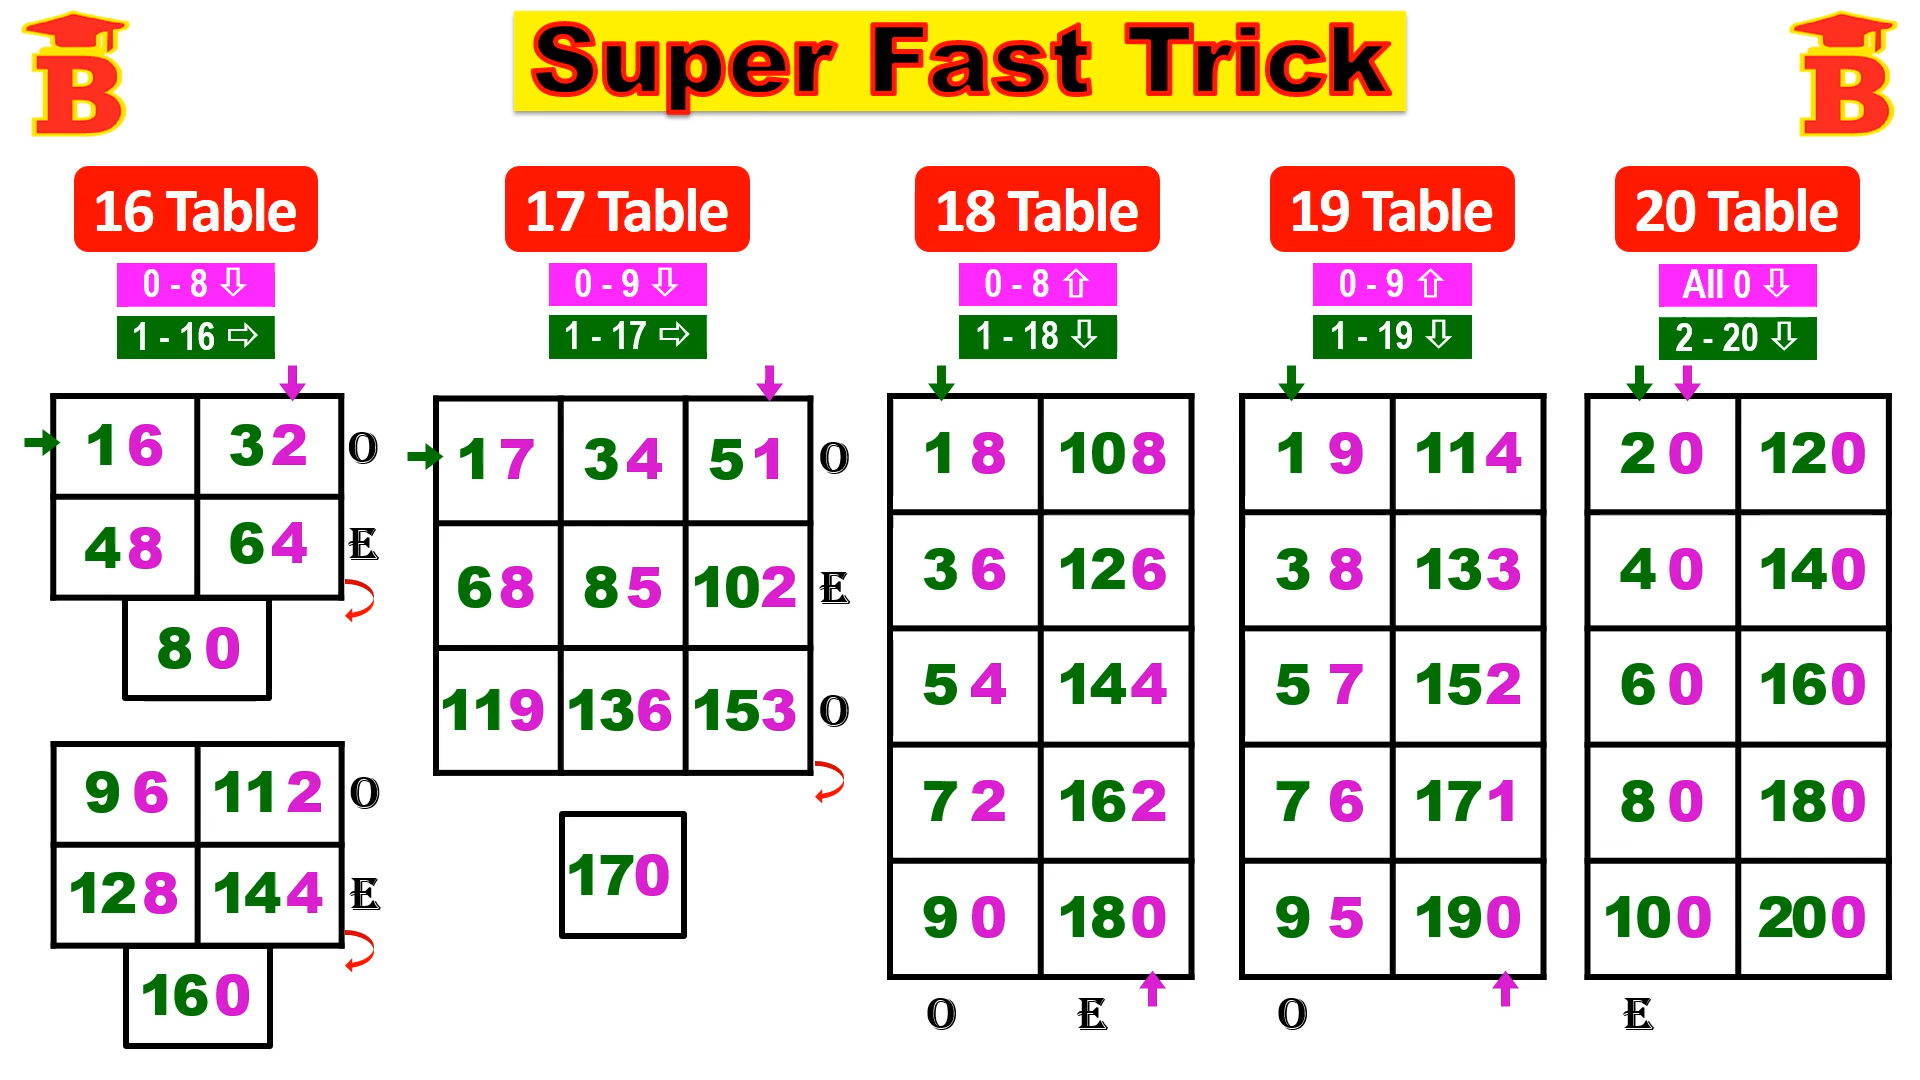 B
Super Fast Trick
B
16 Table
0 - 8 ⇩
1 - 16 ⇨
16 32 O
48 64 E
80
96 112 O
128 144 E
160
17 Table
0 - 9 ⇩
1 - 17 ⇨
17 34 51 O
68 85 102 E
119 136 153 O
170
18 Table
0 - 8 ⇧
1 - 18 ⇩
18 108
36 126
54 144
72 162
90 180
O E
19 Table
0 - 9 ⇧
1 - 19 ⇩
19 114
38 133
57 152
76 171
95 190
O
20 Table
All 0 ⇩
2 - 20 ⇩
20 120
40 140
60 160
80 180
100 200
E